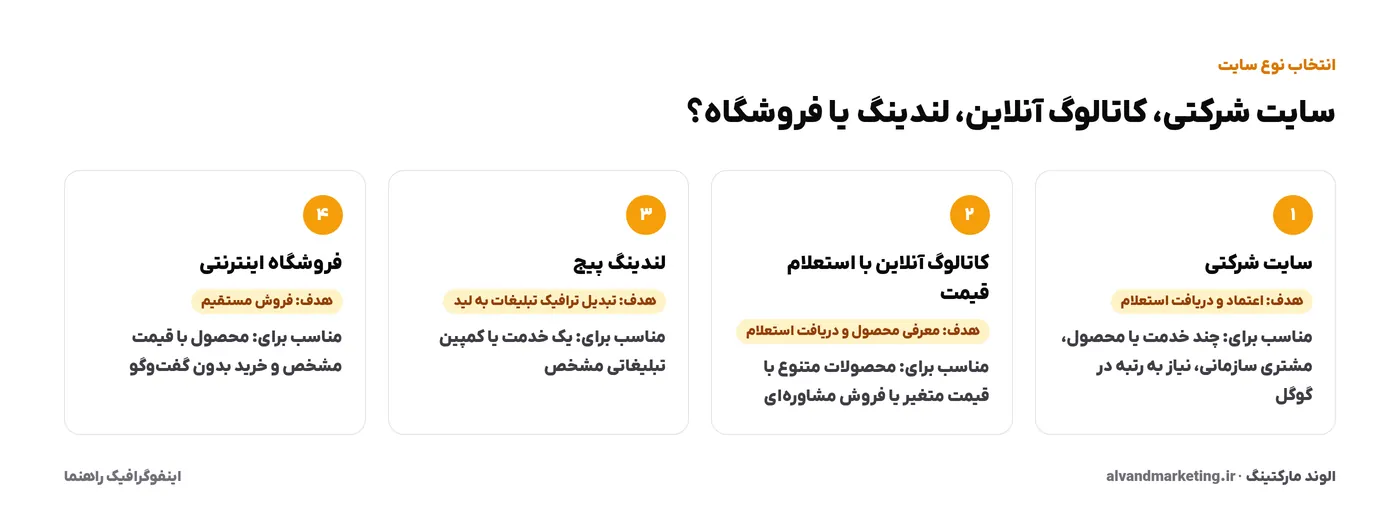 انتخاب نوع سایت
سایت شرکتی، کاتالوگ آنلاین، لندینگ یا فروشگاه؟
۱
سایت شرکتی
هدف: اعتماد و دریافت استعلام
مناسب برای: چند خدمت یا محصول،
مشتری سازمانی، نیاز به رتبه در
گوگل
۲
کاتالوگ آنلاین با استعلام
قیمت
هدف: معرفی محصول و دریافت استعلام
مناسب برای: محصولات متنوع با
قیمت متغیر یا فروش مشاوره‌ای
۳
لندینگ پیج
هدف: تبدیل ترافیک تبلیغات به لید
مناسب برای: یک خدمت یا کمپین
تبلیغاتی مشخص
۴
فروشگاه اینترنتی
هدف: فروش مستقیم
مناسب برای: محصول با قیمت
مشخص و خرید بدون گفت‌وگو
الوند مارکتینگ · alvandmarketing.ir
اینفوگرافیک راهنما